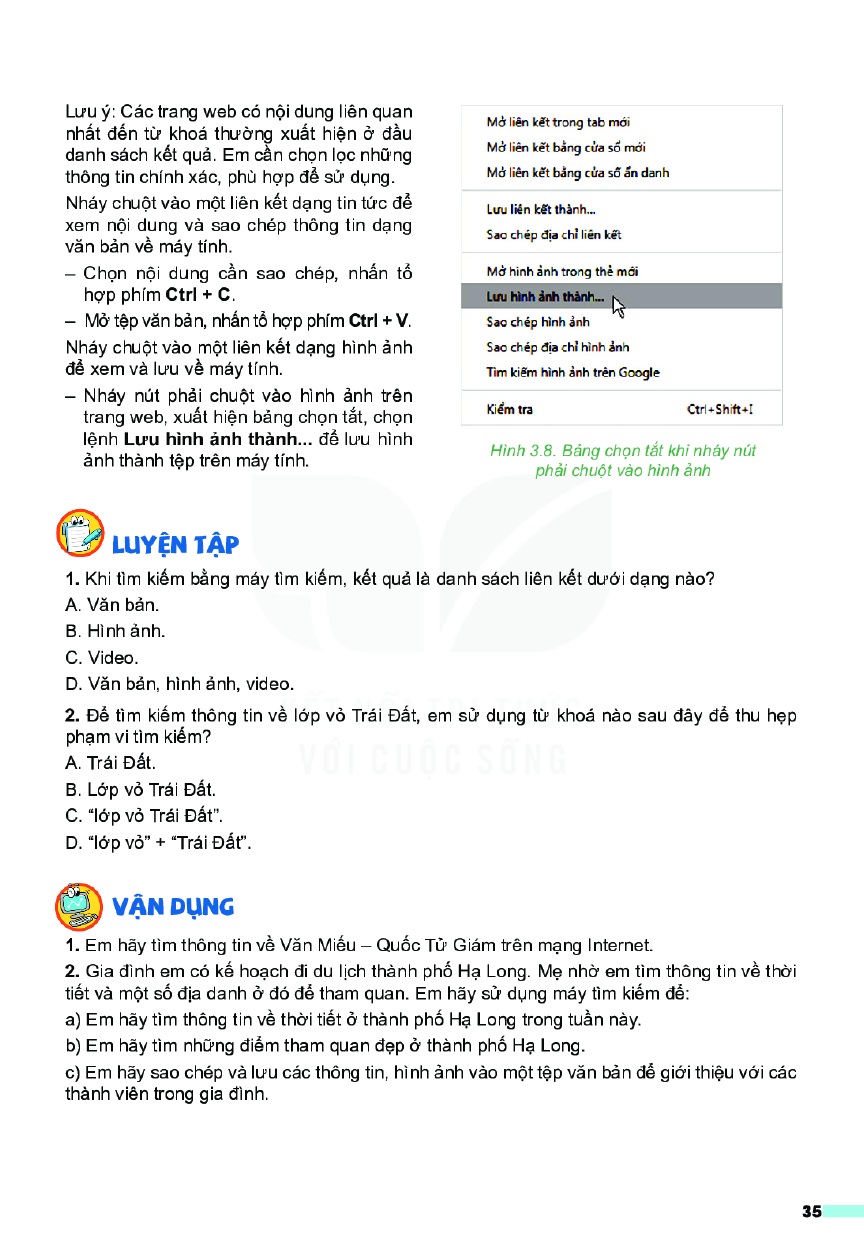 Lưu ý: Các trang web có nội dung liên quan
nhất đến từ khoá thường xuất hiện ở đầu
danh sách kết quả. Em cần chọn lọc những
thông tin chính xác, phù hợp để sử dụng.
Nháy chuột vào một liên kết dạng tin tức để
xem nội dung và sao chép thông tin dạng
văn bản về máy tính.
– Chọn nội dung cần sao chép, nhấn tổ
hợp phím Ctrl + C.
– Mở tệp văn bản, nhấn tổ hợp phím Ctrl + V.
Nháy chuột vào một liên kết dạng hình ảnh
để xem và lưu về máy tính.
– Nháy nút phải chuột vào hình ảnh trên
trang web, xuất hiện bảng chọn tắt, chọn
lệnh Lưu hình ảnh thành... để lưu hình
ảnh thành tệp trên máy tính.
Mở liên kết trong tab mới
Mở liên kết bằng cửa sổ mới
Mở liên kết bằng cửa sổ ẩn danh
Lưu liên kết thành...
Sao chép địa chỉ liên kết
Mở hình ảnh trong thẻ mới
Lưu hình ảnh thành...
Sao chép hình ảnh
Sao chép địa chỉ hình ảnh
Tìm kiếm hình ảnh trên Google
Kiểm tra Ctrl+Shift+I
Hình 3.8. Bảng chọn tắt khi nháy nút
phải chuột vào hình ảnh
LUYỆN TẬP
1. Khi tìm kiếm bằng máy tìm kiếm, kết quả là danh sách liên kết dưới dạng nào?
A. Văn bản.
B. Hình ảnh.
C. Video.
D. Văn bản, hình ảnh, video.
2. Để tìm kiếm thông tin về lớp vỏ Trái Đất, em sử dụng từ khoá nào sau đây để thu hẹp
phạm vi tìm kiếm?
A. Trái Đất.
B. Lớp vỏ Trái Đất.
C. “lớp vỏ Trái Đất”.
D. “lớp vỏ” + “Trái Đất”.
VỚI CUỘC SỐNG
VẬN DỤNG
1. Em hãy tìm thông tin về Văn Miếu – Quốc Tử Giám trên mạng Internet.
2. Gia đình em có kế hoạch đi du lịch thành phố Hạ Long. Mẹ nhờ em tìm thông tin về thời
tiết và một số địa danh ở đó để tham quan. Em hãy sử dụng máy tìm kiếm để:
a) Em hãy tìm thông tin về thời tiết ở thành phố Hạ Long trong tuần này.
b) Em hãy tìm những điểm tham quan đẹp ở thành phố Hạ Long.
c) Em hãy sao chép và lưu các thông tin, hình ảnh vào một tệp văn bản để giới thiệu với các
thành viên trong gia đình.
35